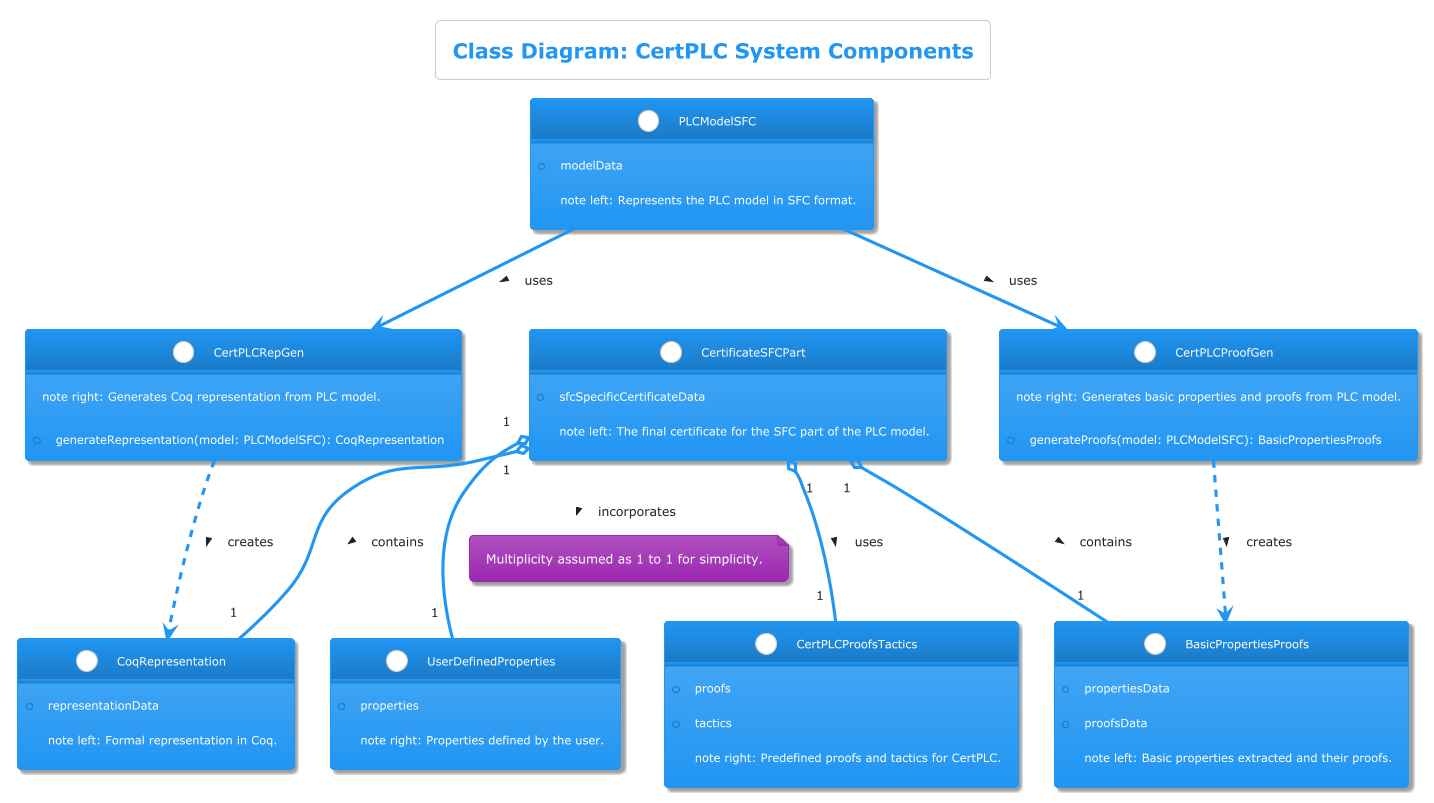 Class Diagram: CertPLC System Components
PLCModelSFC
modelData
note left: Represents the PLC model in SFC format.
uses
uses
CertPLCRepGen
note right: Generates Coq representation from PLC model.
generateRepresentation(model: PLCModelSFC): CoqRepresentation
CertificateSFCPart
sfcSpecificCertificateData
note left: The final certificate for the SFC part of the PLC model.
CertPLCProofGen
note right: Generates basic properties and proofs from PLC model.
generateProofs(model: PLCModelSFC): BasicPropertiesProofs
1
1
1
1
creates
contains
incorporates
uses
contains
creates
Multiplicity assumed as 1 to 1 for simplicity.
1
1
1
1
CoqRepresentation
representationData
note left: Formal representation in Coq.
UserDefinedProperties
properties
note right: Properties defined by the user.
CertPLCProofsTactics
proofs
tactics
note right: Predefined proofs and tactics for CertPLC.
BasicPropertiesProofs
propertiesData
proofsData
note left: Basic properties extracted and their proofs.